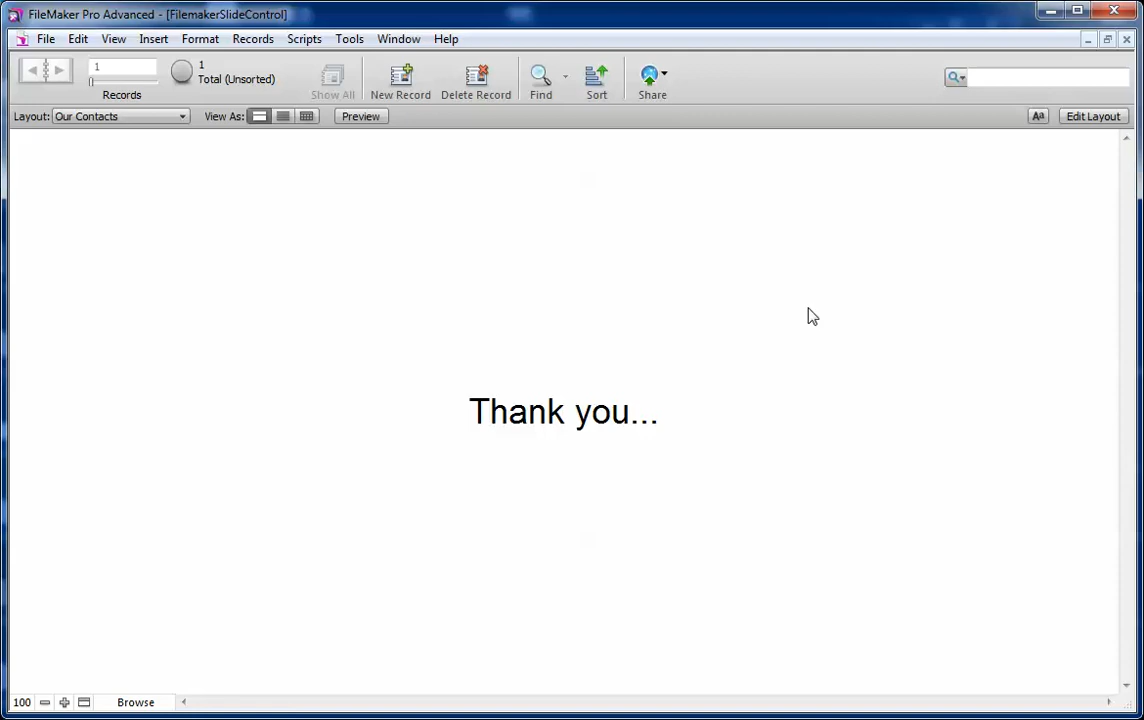 FileMaker Pro Advanced - [FilemakerSlideControl]
File Edit View Insert Format Records Scripts Tools Window Help
1
Records
1
Total (Unsorted)
Show All
New Record
Delete Record
Find
Sort
Share
Layout: Our Contacts View As: Preview Aa Edit Layout
Thank you...
100 Browse